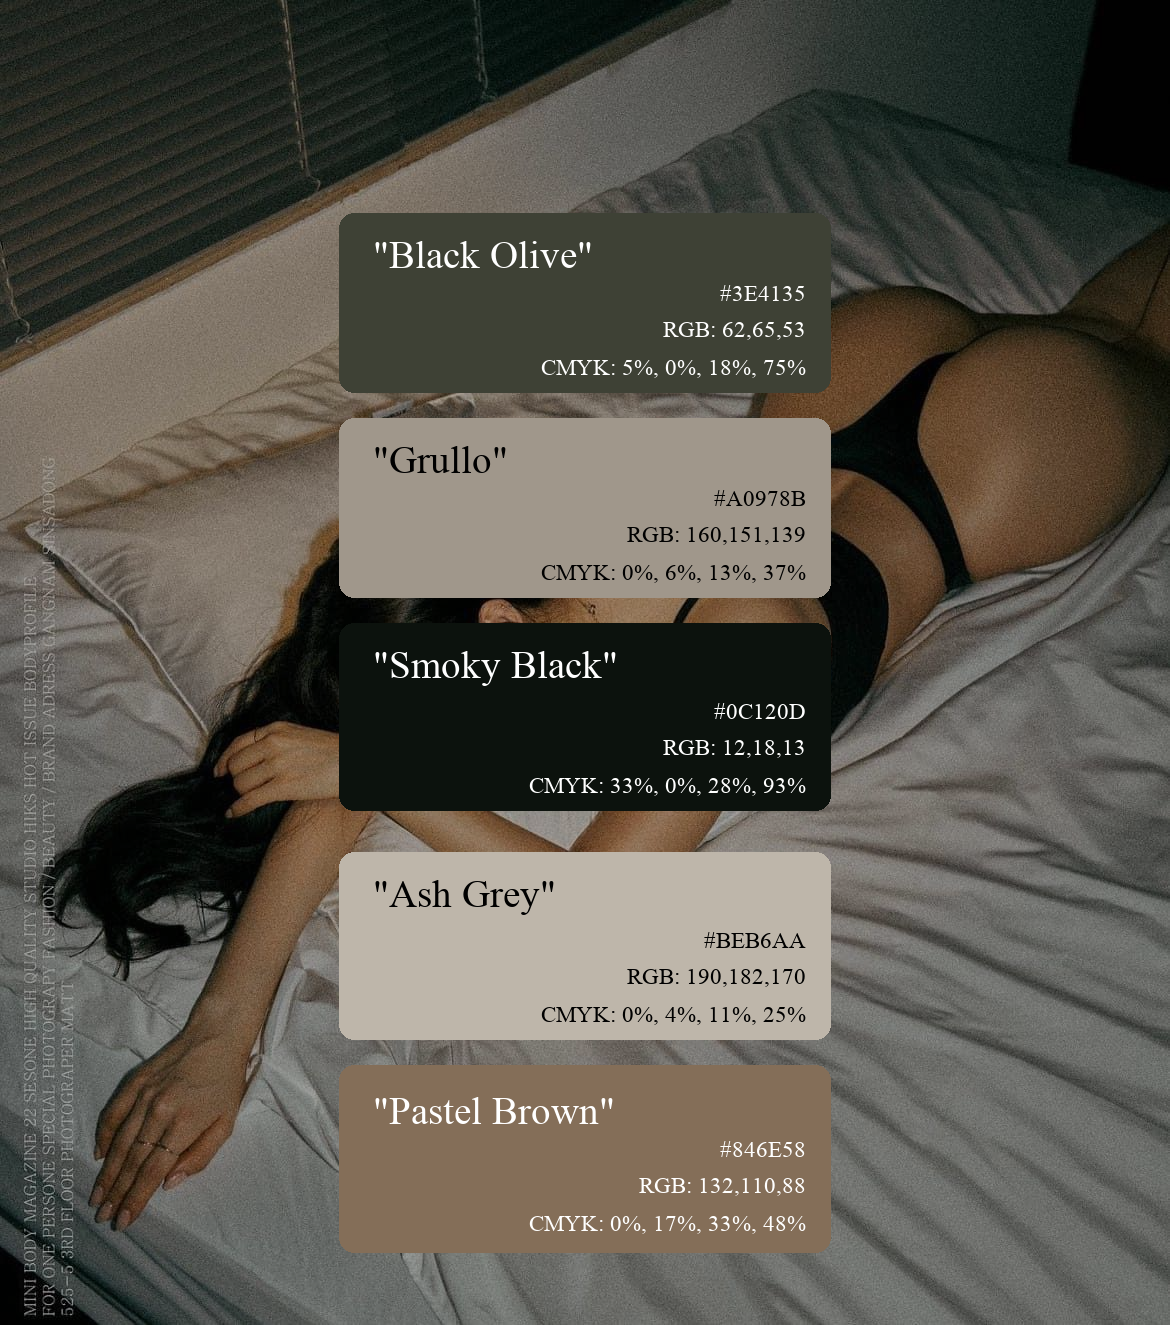 "Black Olive"
#3E4135
RGB: 62,65,53
CMYK: 5%, 0%, 18%, 75%
"Grullo"
#A0978B
RGB: 160,151,139
CMYK: 0%, 6%, 13%, 37%
"Smoky Black"
#0C120D
RGB: 12,18,13
CMYK: 33%, 0%, 28%, 93%
"Ash Grey"
#BEB6AA
RGB: 190,182,170
CMYK: 0%, 4%, 11%, 25%
"Pastel Brown"
#846E58
RGB: 132,110,88
CMYK: 0%, 17%, 33%, 48%
MINI BODY MAGAZINE 22 SESONE HIGH QUALITY STUDIO HIKS HOT ISSUE BODYPROFILE
FOR ONE PERSONE SPECIAL PHOTOGRAPY FASHION / BEAUTY / BRAND ADRESS GANGNAM SINSADONG
525-5 3RD FLOOR PHOTOGRAPER MATT